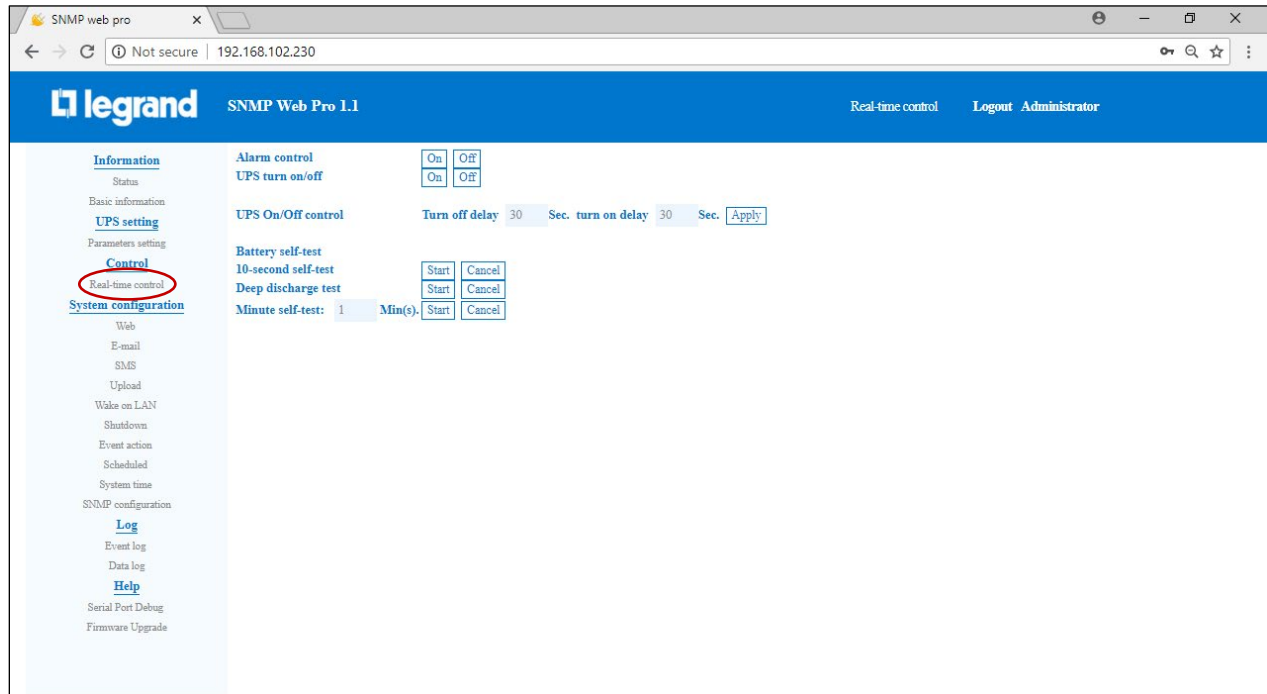 SNMP web pro
Not secure | 192.168.102.230
legrand SNMP Web Pro 1.1 Real-time control Logout Administrator
Information
Status
Basic information
UPS setting
Parameters setting
Control
Real-time control
System configuration
Web
E-mail
SMS
Upload
Wake on LAN
Shutdown
Event action
Scheduled
System time
SNMP configuration
Log
Event log
Data log
Help
Serial Port Debug
Firmware Upgrade
Alarm control On Off
UPS turn on/off On Off
UPS On/Off control Turn off delay 30 Sec. turn on delay 30 Sec. Apply
Battery self-test
10-second self-test Start Cancel
Deep discharge test Start Cancel
Minute self-test: 1 Min(s). Start Cancel